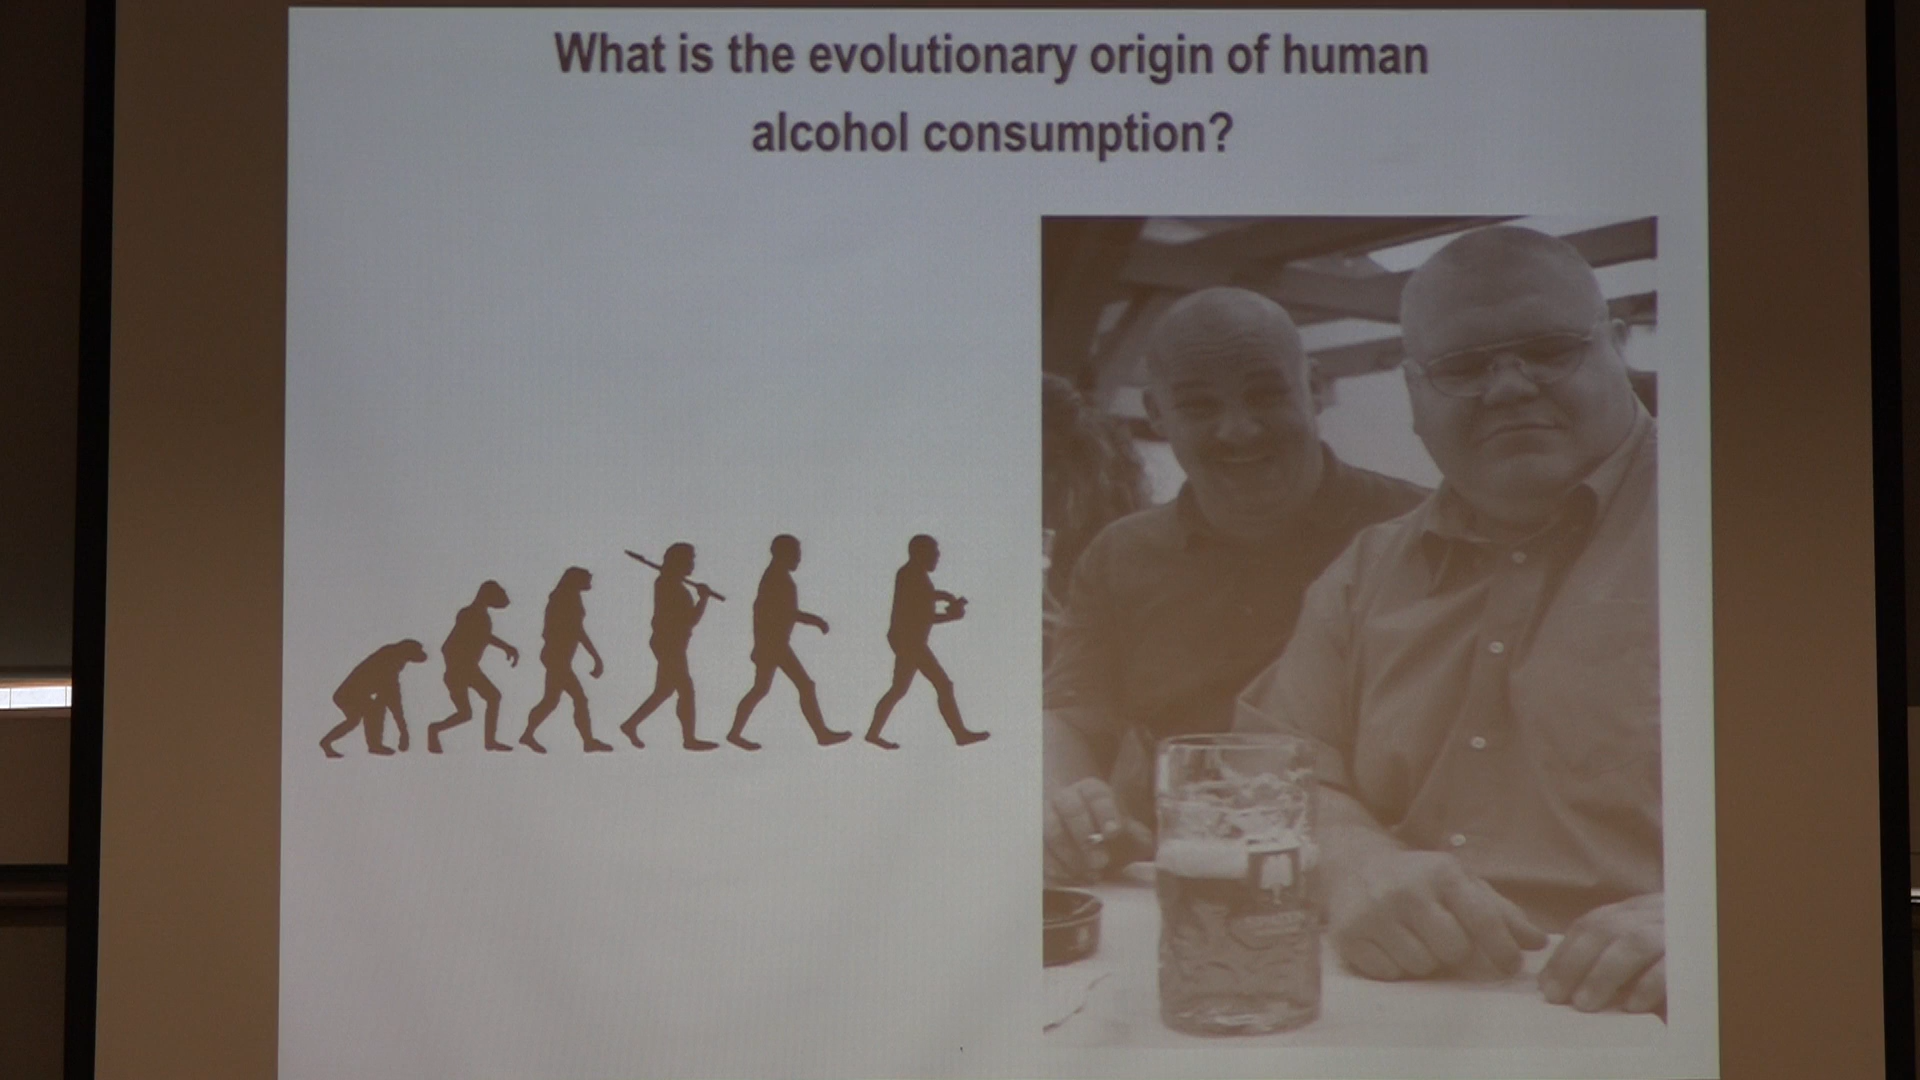 What is the evolutionary origin of human
alcohol consumption?